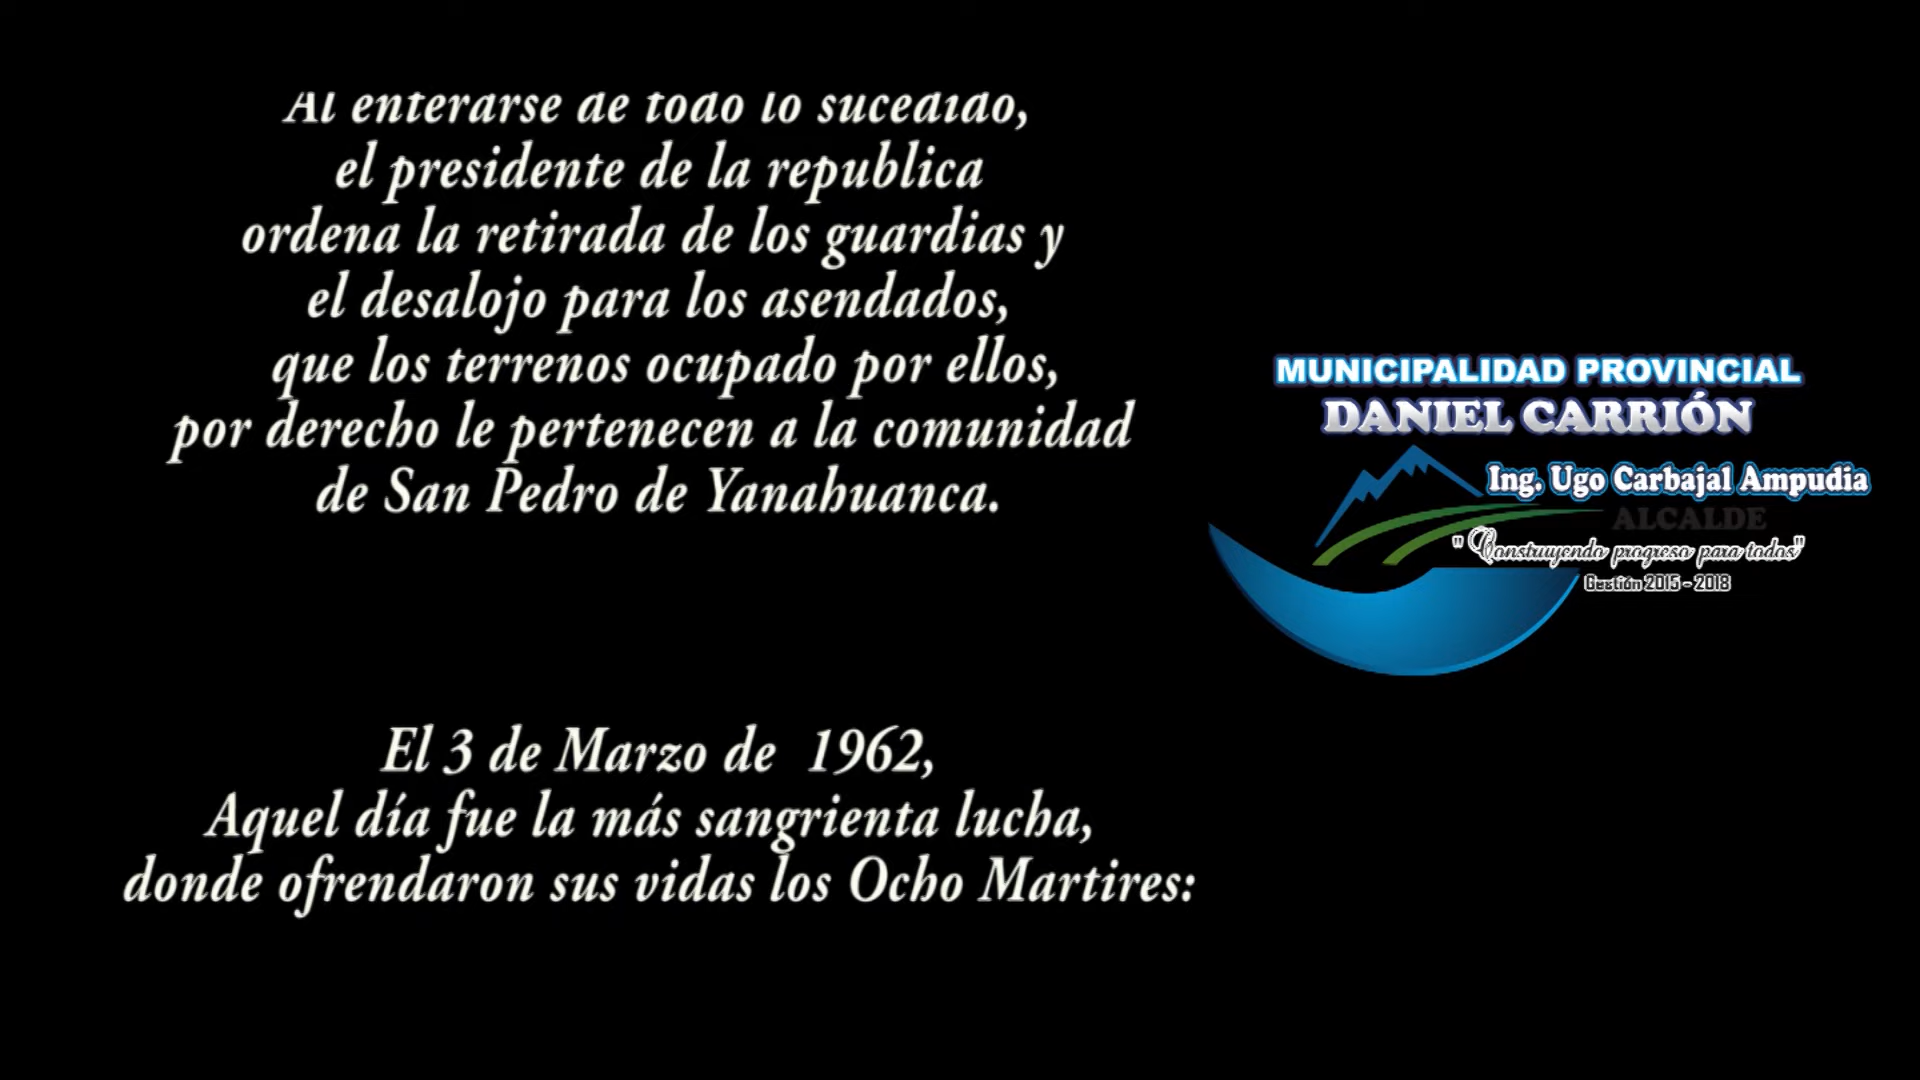 Al enterarse de todo lo sucedido,
el presidente de la republica
ordena la retirada de los guardias y
el desalojo para los asendados,
que los terrenos ocupado por ellos,
por derecho le pertenecen a la comunidad
de San Pedro de Yanahuanca.
El 3 de Marzo de 1962,
Aquel día fue la más sangrienta lucha,
donde ofrendaron sus vidas los Ocho Martires:
MUNICIPALIDAD PROVINCIAL
DANIEL CARRIÓN
Ing. Ugo Carbajal Ampudia
ALCALDE
"Construyendo progreso para todos"
Gestión 2015 - 2018